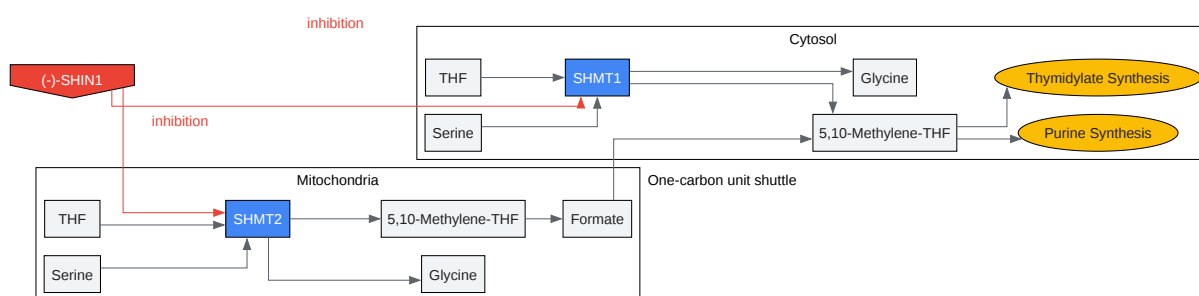 inhibition
Cytosol
THF
SHMT1
Glycine
Thymidylate Synthesis
(-)-SHIN1
inhibition
Serine
5,10-Methylene-THF
Purine Synthesis
Mitochondria
One-carbon unit shuttle
THF
SHMT2
5,10-Methylene-THF
Formate
Serine
Glycine